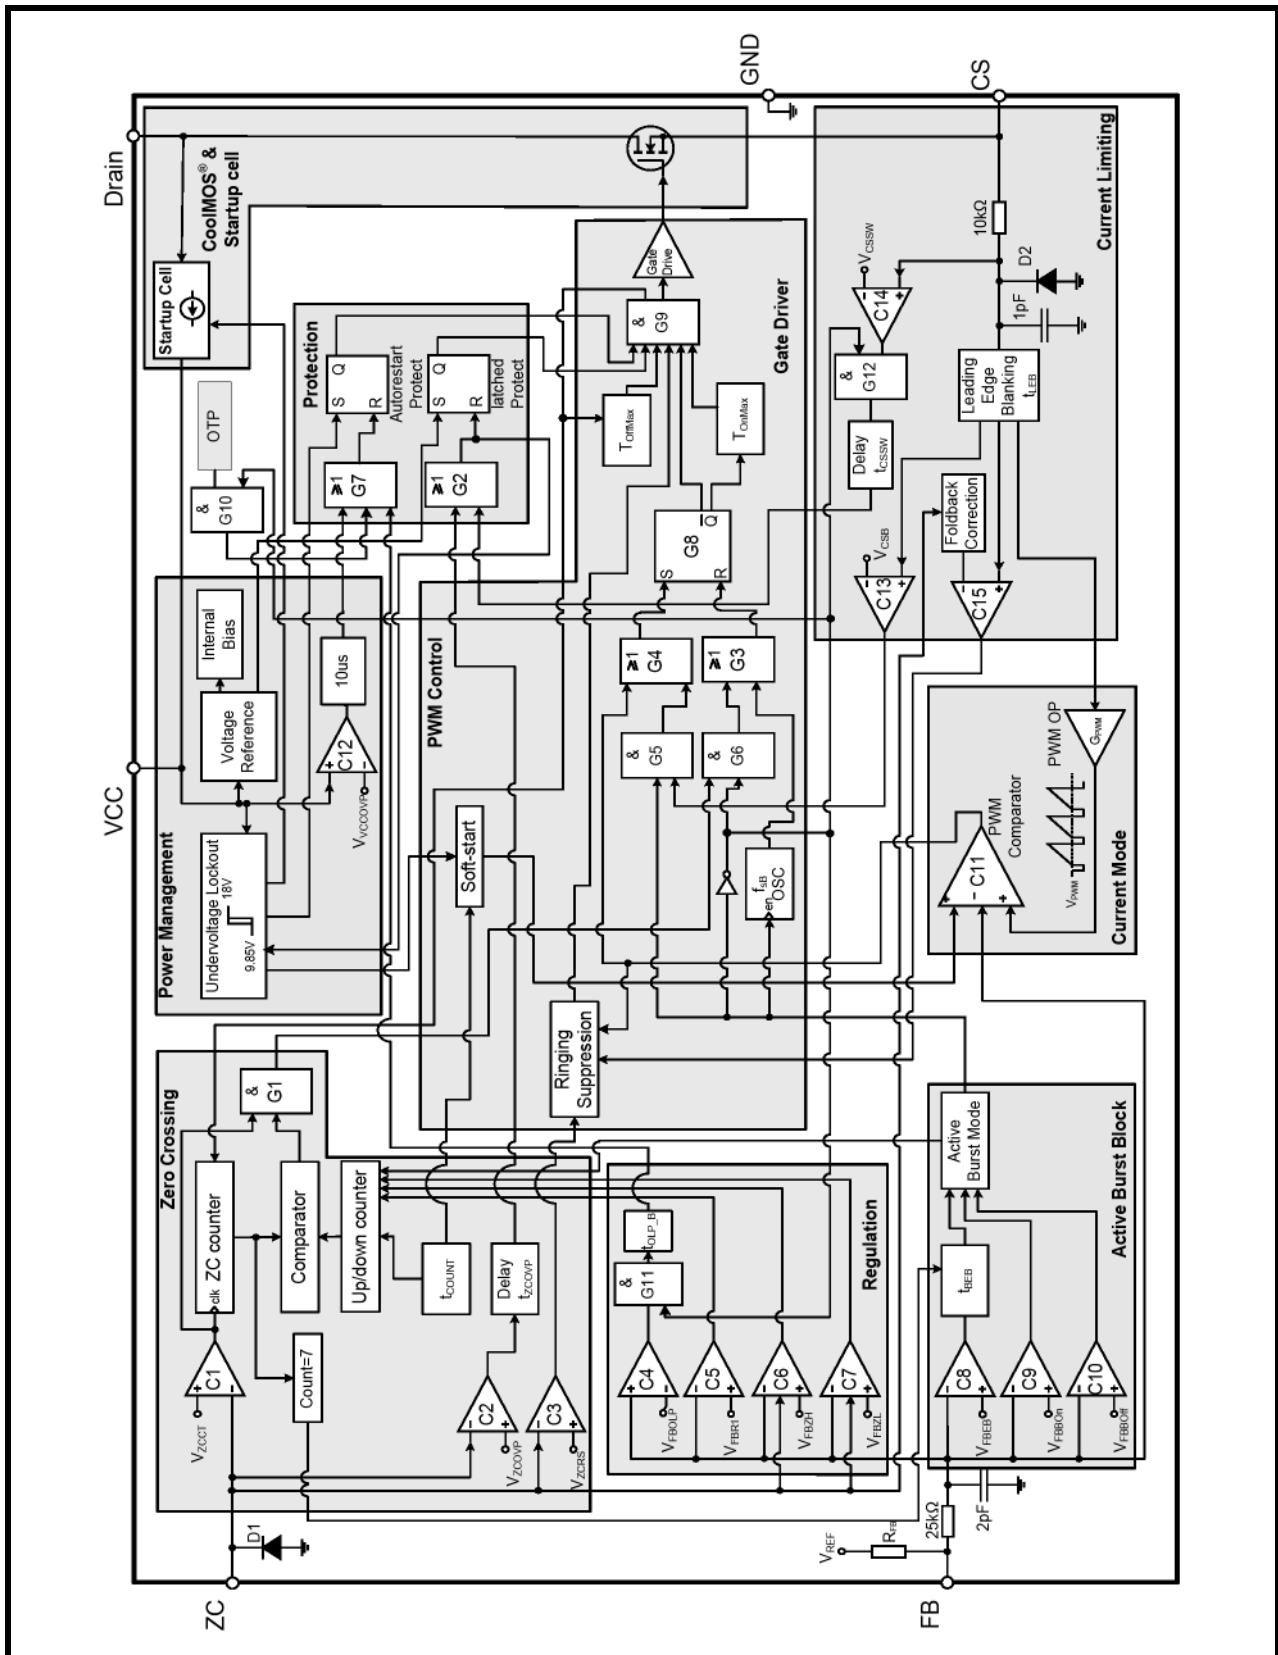 Drain
VCC
ZC
GND
CS
FB
CoolMOS® &
Startup cell
Startup Cell
OTP
&
G10
Power Management
Undervoltage Lockout
18V
9.85V
Voltage
Reference
Internal
Bias
10us
+
C12
−
VVCCOVP
Protection
S
Q
R
Autorestart
Protect
S
Q
R
latched
Protect
≥1
G7
≥1
G2
Zero Crossing
C1
+
−
VZCCT
clk
ZC counter
&
G1
Comparator
Up/down counter
Count=7
tCOUNT
Delay
tZCOVP
C2
−
+
VZCOVP
C3
−
+
VZCRS
D1
PWM Control
Soft-start
Ringing
Suppression
Gate Driver
Gate
Drive
&
G9
TOffMax
TOnMax
G8
S
R
Q
≥1
G4
≥1
G3
&
G5
&
G6
en
fsB
OSC
Current Limiting
10kΩ
D2
1pF
VCSSW
−
+
C14
&
G12
Delay
tCSSW
Leading
Edge
Blanking
tLEB
Foldback
Correction
VCSB
−
+
C13
−
+
C15
Current Mode
PWM OP
GPWM
VPWM
PWM
Comparator
C11
+
−
+
Regulation
&
G11
tOLP_B
C4
+
−
VFBOLP
C5
−
+
VFBR1
C6
−
+
VFBZH
C7
−
+
VFBZL
Active Burst Block
Active
Burst Mode
tBEB
C8
−
+
VFBEB
C9
−
+
VFBBOn
C10
−
+
VFBBOff
VREF
RFB
25kΩ
2pF